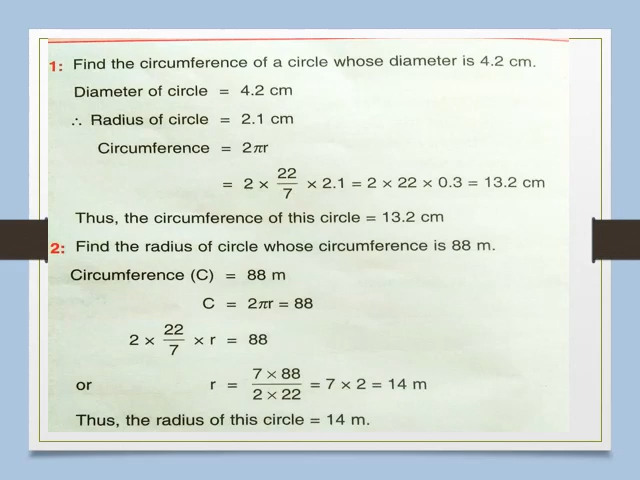 1: Find the circumference of a circle whose diameter is 4.2 cm.
Diameter of circle = 4.2 cm
∴ Radius of circle = 2.1 cm
Circumference = 2πr
= 2 × 22/7 × 2.1 = 2 × 22 × 0.3 = 13.2 cm
Thus, the circumference of this circle = 13.2 cm
2: Find the radius of circle whose circumference is 88 m.
Circumference (C) = 88 m
C = 2πr = 88
2 × 22/7 × r = 88
or r = (7 × 88)/(2 × 22) = 7 × 2 = 14 m
Thus, the radius of this circle = 14 m.